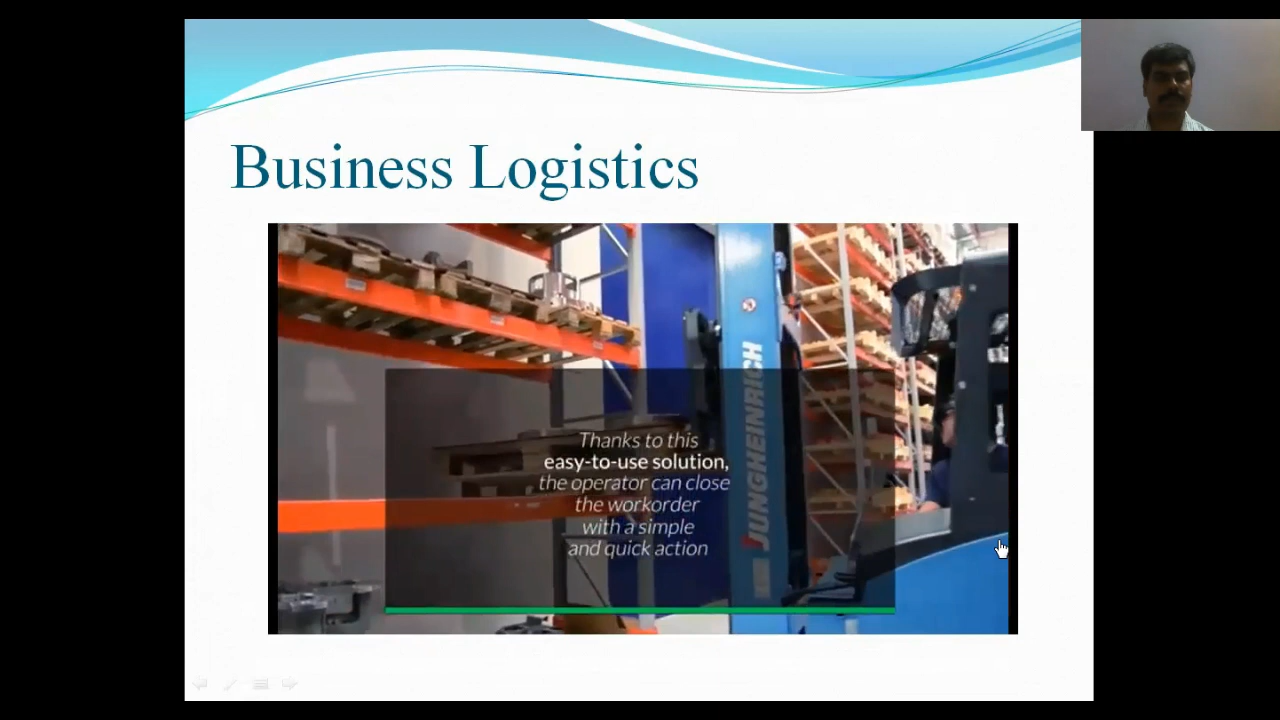 Business Logistics
JUNGHEINRICH
Thanks to this
easy-to-use solution,
the operator can close
the workorder
with a simple
and quick action